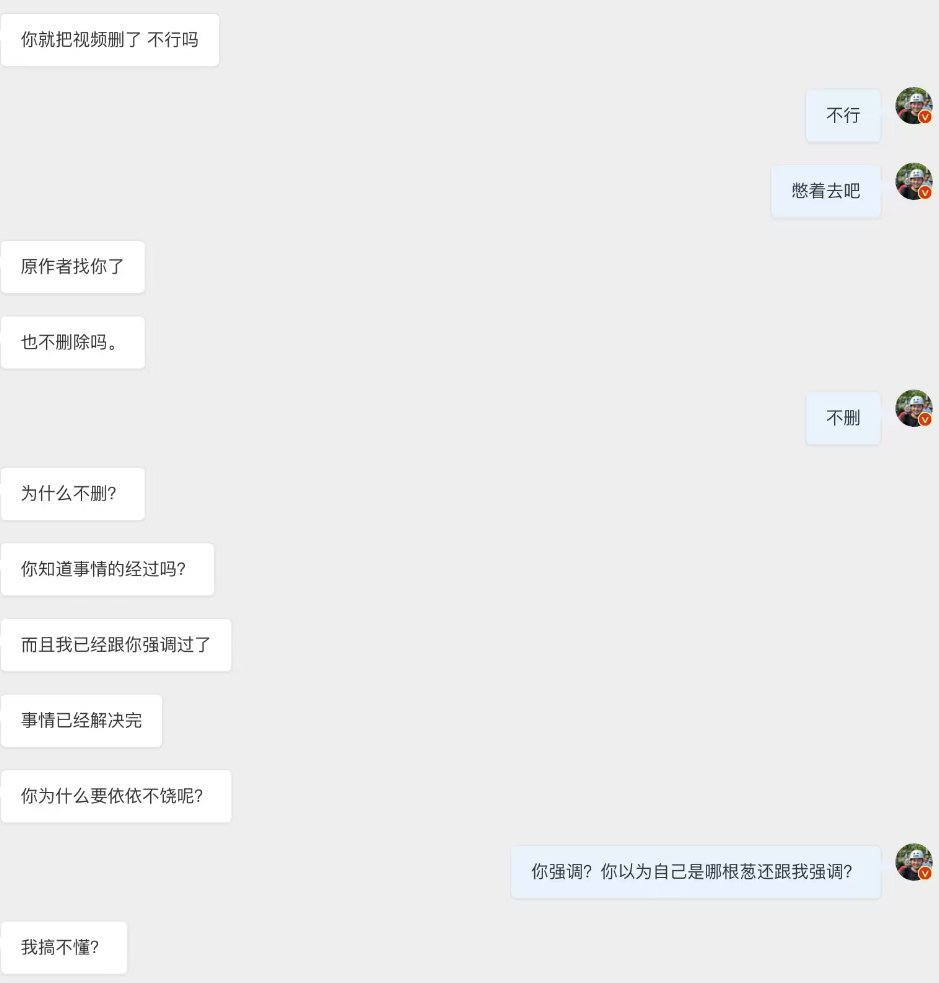 你就把视频删了 不行吗
不行
憋着去吧
原作者找你了
也不删除吗。
不删
为什么不删?
你知道事情的经过吗?
而且我已经跟你强调过了
事情已经解决完
你为什么要依依不饶呢?
你强调? 你以为自己是哪根葱还跟我强调?
我搞不懂?